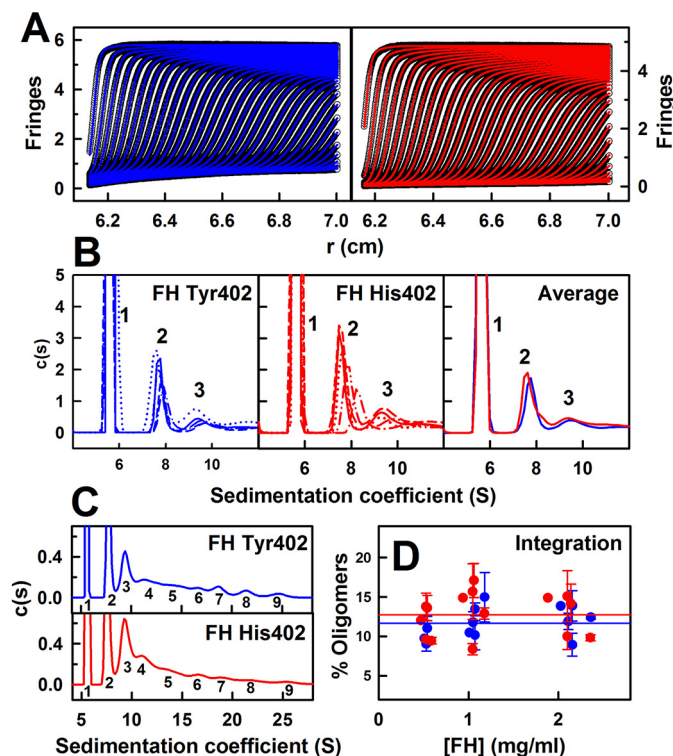 A
6
4
2
0
Fringes
6.2 6.4 6.6 6.8 7.0
6.2 6.4 6.6 6.8 7.0
r (cm)
4
2
0
Fringes
B
5
4
3
2
1
0
c(s)
FH Tyr402
1
2
3
FH His402
1
2
3
Average
1
2
3
6 8 10
6 8 10
6 8 10
Sedimentation coefficient (S)
C
0.4
0.0
c(s)
FH Tyr402
1 2 3 4 5 6 7 8 9
0.4
0.0
FH His402
1 2 3 4 5 6 7 8 9
5 10 15 20 25
Sedimentation coefficient (S)
D
Integration
25
20
15
10
% Oligomers
0 1 2
[FH] (mg/ml)